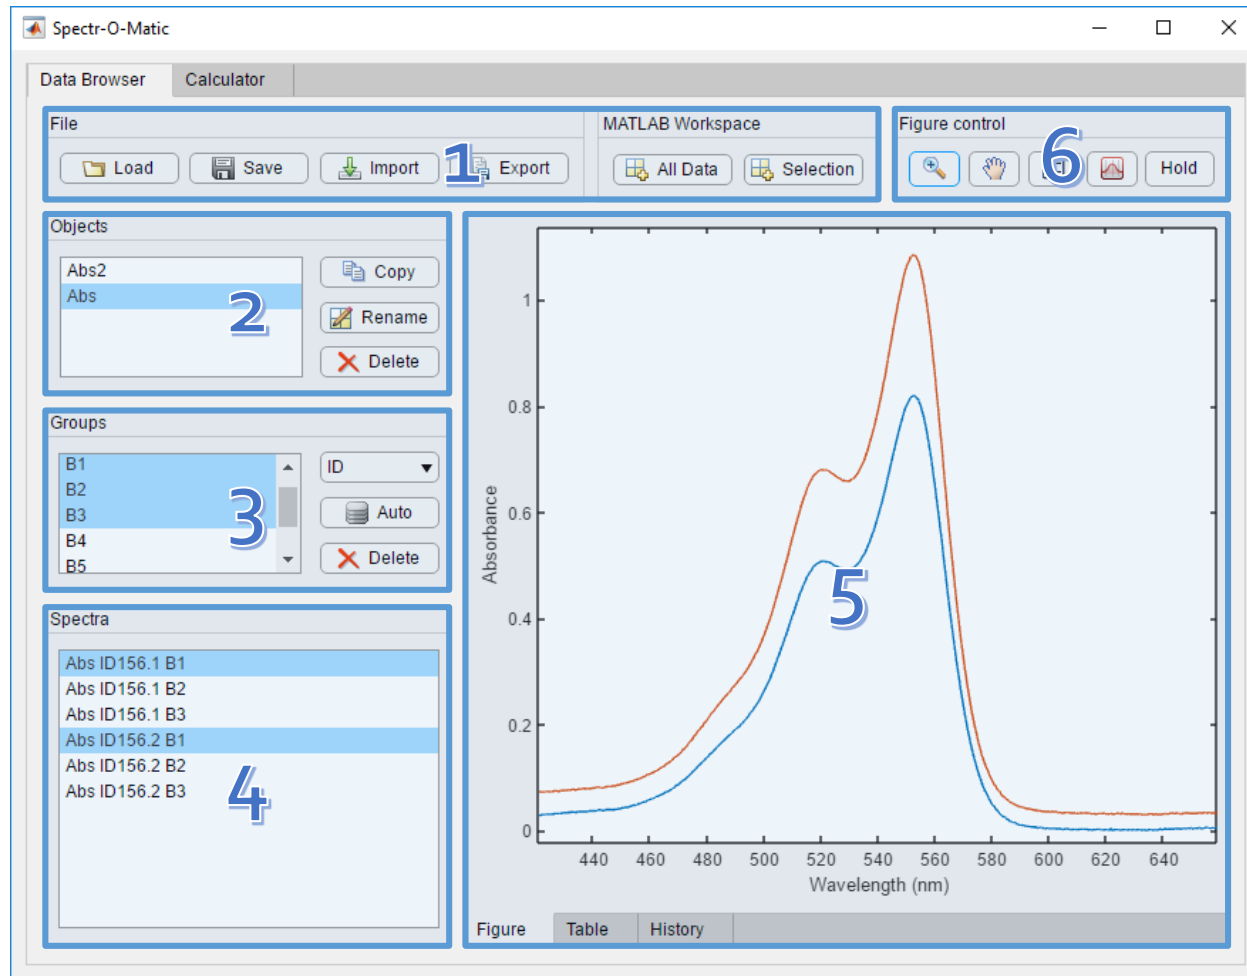 Spectr-O-Matic
Data Browser Calculator
File
Load Save Import Export
1
MATLAB Workspace
All Data Selection
Figure control
Hold
6
Objects
Abs2
Abs
Copy
Rename
Delete
2
Groups
B1
B2
B3
B4
B5
ID
Auto
Delete
3
Spectra
Abs ID156.1 B1
Abs ID156.1 B2
Abs ID156.1 B3
Abs ID156.2 B1
Abs ID156.2 B2
Abs ID156.2 B3
4
1
0.8
0.6
0.4
0.2
0
Absorbance
5
440 460 480 500 520 540 560 580 600 620 640
Wavelength (nm)
Figure Table History